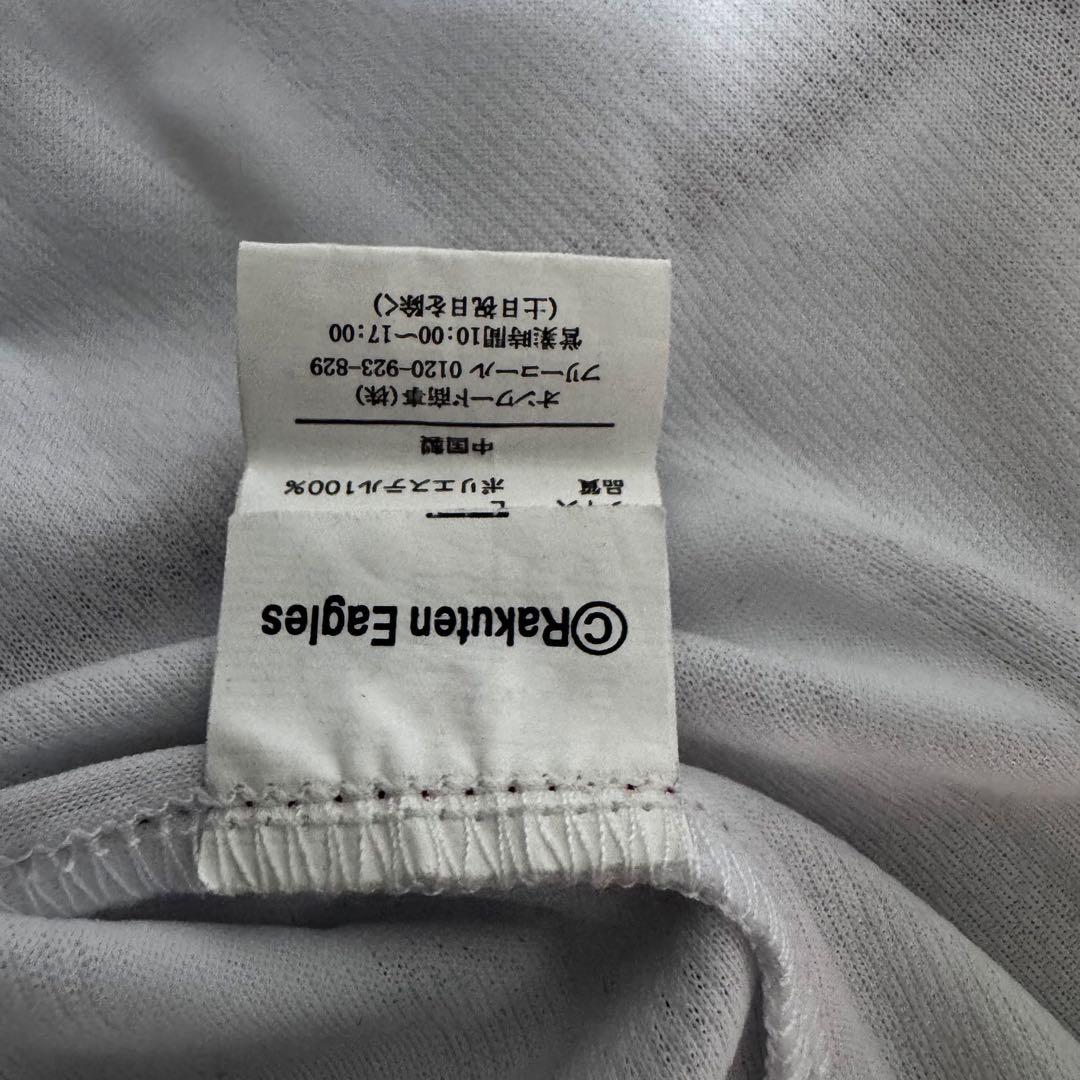 ©Rakuten Eagles
品質 ポリエステル100%
中国製
オンワード商事(株)
フリーコール 0120-923-829
営業時間10:00〜17:00
(土日祝日を除く)